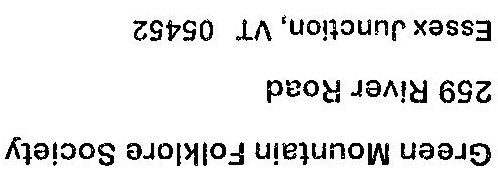 Green Mountain Folklore Society
259 River Road
Essex Junction, VT 05452